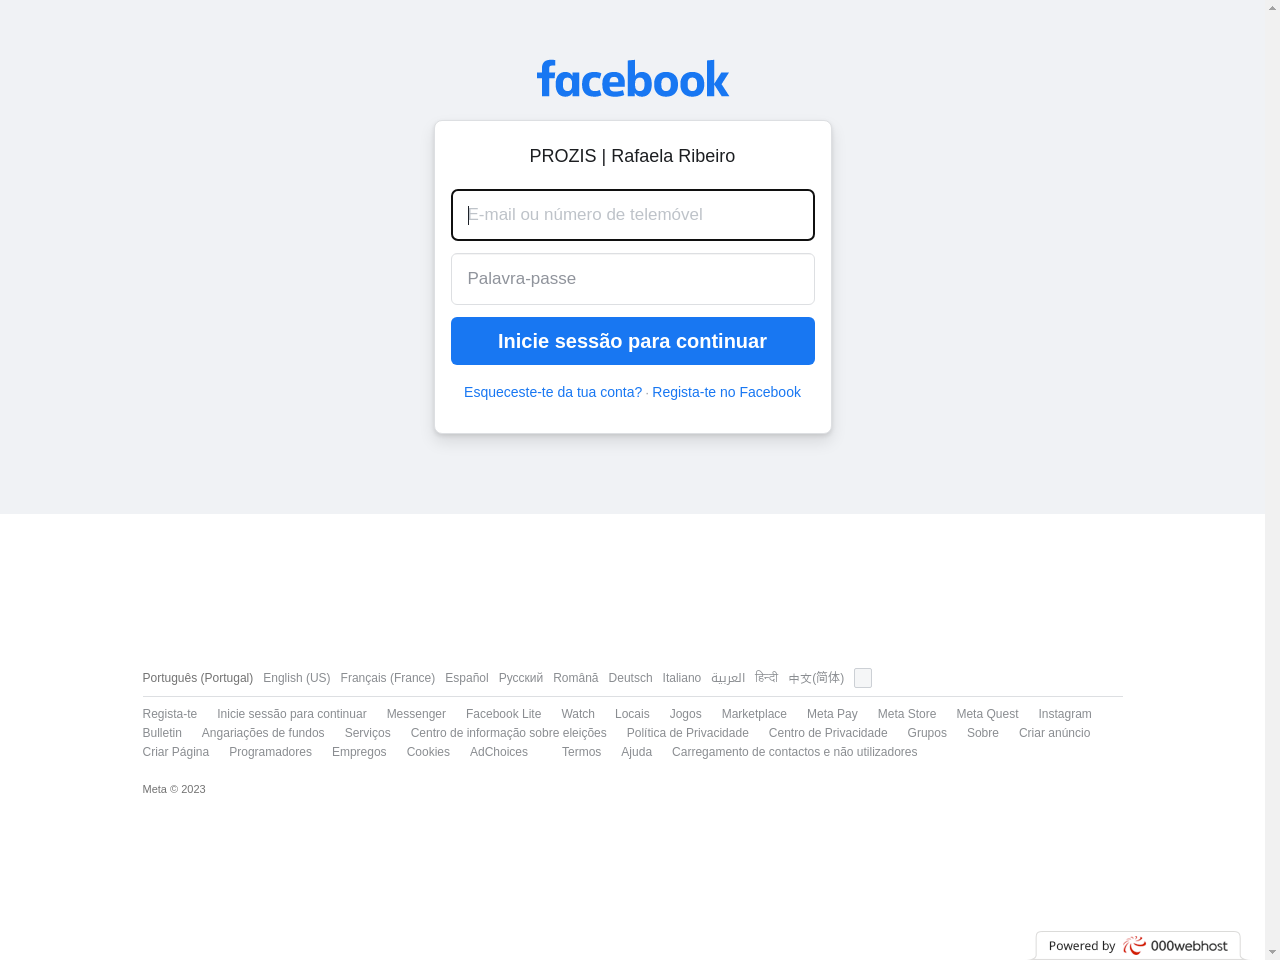 facebook
PROZIS | Rafaela Ribeiro
E-mail ou número de telemóvel
Palavra-passe
Inicie sessão para continuar
Esqueceste-te da tua conta? · Regista-te no Facebook
Português (Portugal) English (US) Français (France) Español Русский Română Deutsch Italiano العربية हिन्दी 中文(简体)
Regista-te Inicie sessão para continuar Messenger Facebook Lite Watch Locais Jogos Marketplace Meta Pay Meta Store Meta Quest Instagram
Bulletin Angariações de fundos Serviços Centro de informação sobre eleições Política de Privacidade Centro de Privacidade Grupos Sobre Criar anúncio
Criar Página Programadores Empregos Cookies AdChoices Termos Ajuda Carregamento de contactos e não utilizadores
Meta © 2023
Powered by 000webhost